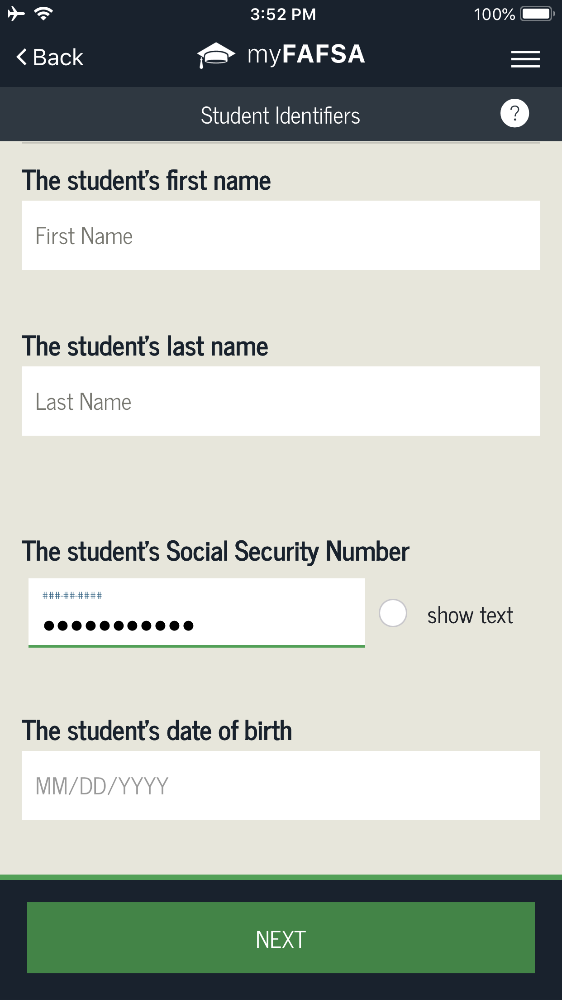 3:52 PM
100%
Back
myFAFSA
Student Identifiers
?
The student's first name
First Name
The student's last name
Last Name
The student's Social Security Number
###-##-####
●●●●●●●●●●●
show text
The student's date of birth
MM/DD/YYYY
NEXT